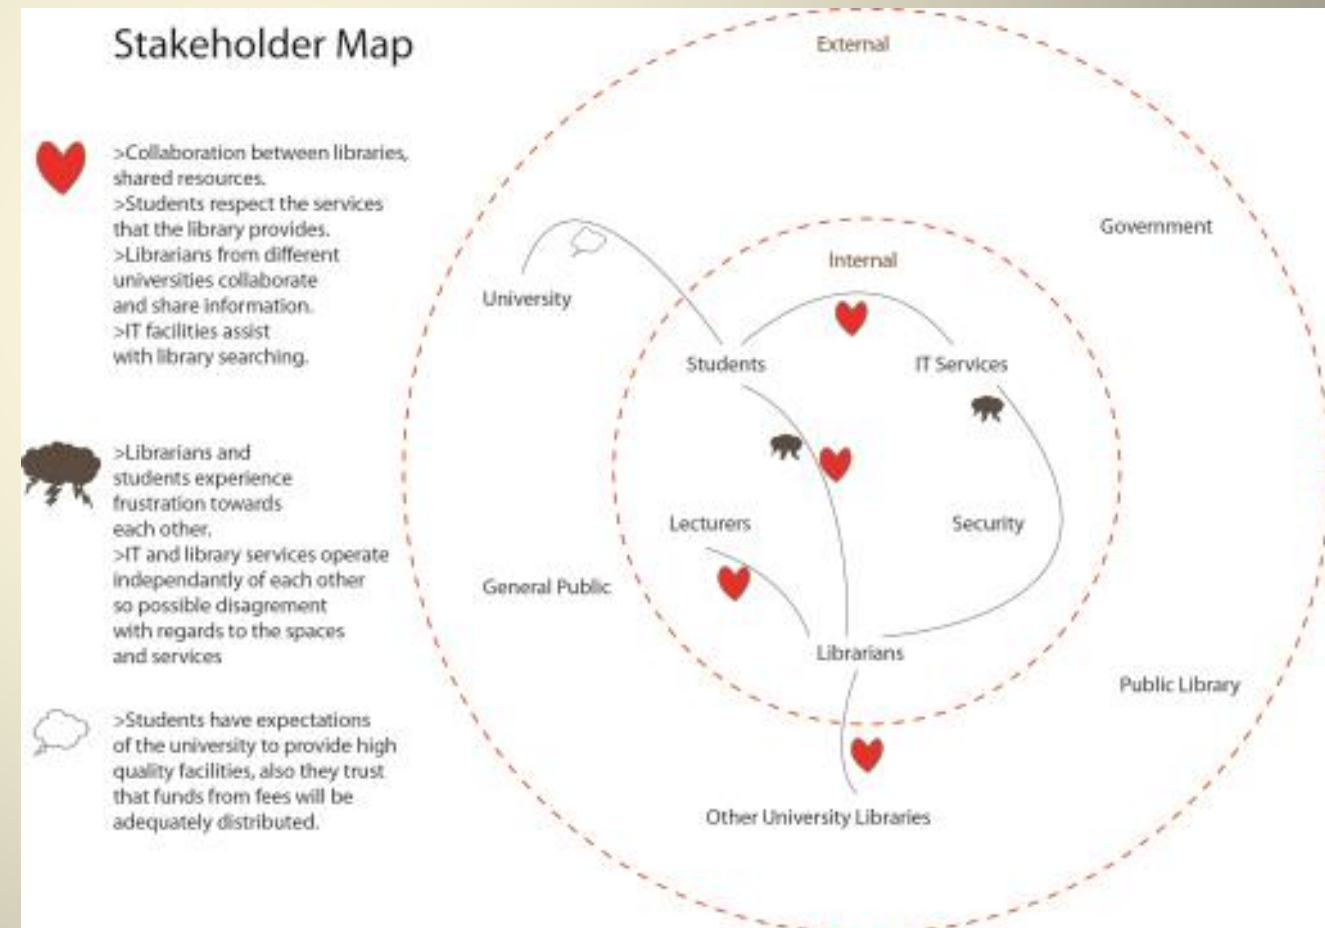 Stakeholder Map
>Collaboration between libraries,
shared resources.
>Students respect the services
that the library provides.
>Librarians from different
universities collaborate
and share information.
>IT facilities assist
with library searching.
>Librarians and
students experience
frustration towards
each other.
>IT and library services operate
independantly of each other
so possible disagrement
with regards to the spaces
and services
>Students have expectations
of the university to provide high
quality facilities, also they trust
that funds from fees will be
adequately distributed.
External
Government
Internal
University
Students
IT Services
Lecturers
Security
General Public
Librarians
Public Library
Other University Libraries